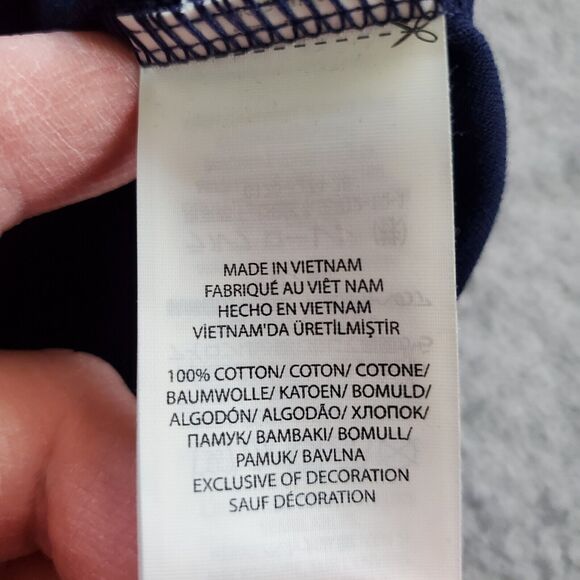 MADE IN VIETNAM
FABRIQUÉ AU VIÊT NAM
HECHO EN VIETNAM
VİETNAM'DA ÜRETİLMİŞTİR
100% COTTON/ COTON/ COTONE/
BAUMWOLLE/ KATOEN/ BOMULD/
ALGODÓN/ ALGODÃO/ ХЛОПОК/
ПАМУК/ BAMBAKI/ BOMULL/
PAMUK/ BAVLNA
EXCLUSIVE OF DECORATION
SAUF DÉCORATION